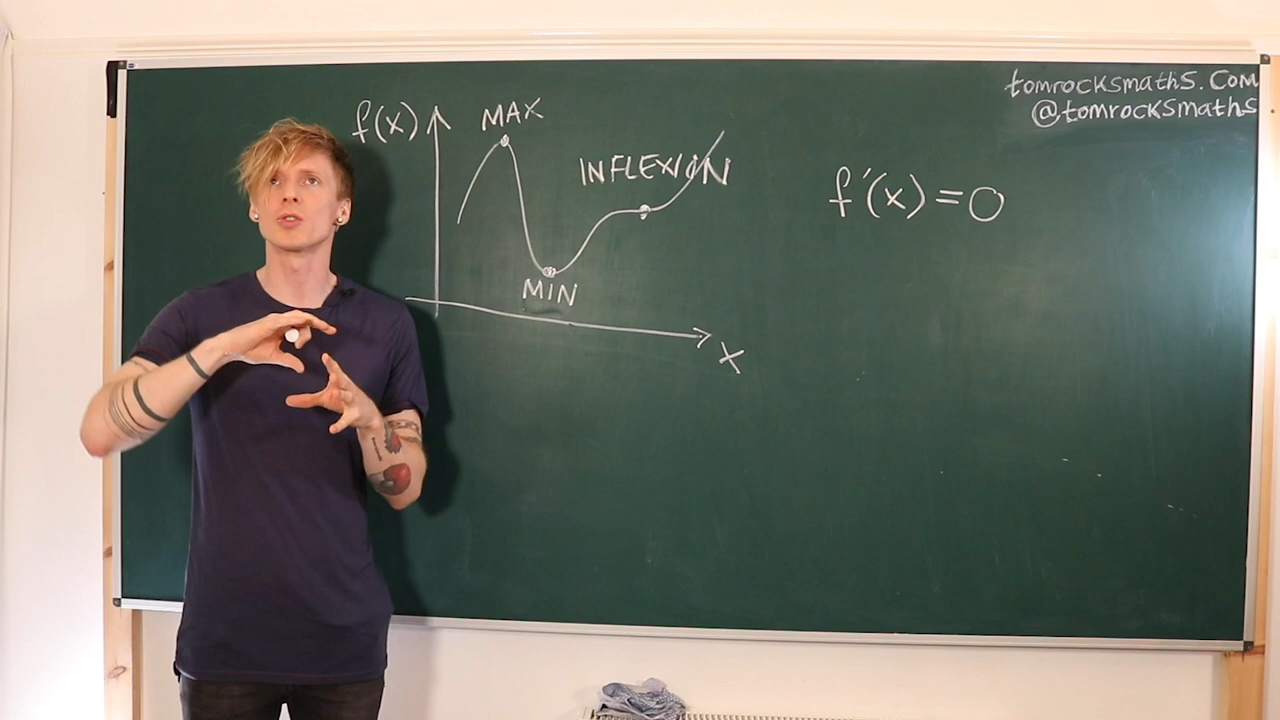 tomrocksmaths.com
@tomrocksmaths
f(x)
MAX
INFLEXION
MIN
x
f'(x)=0